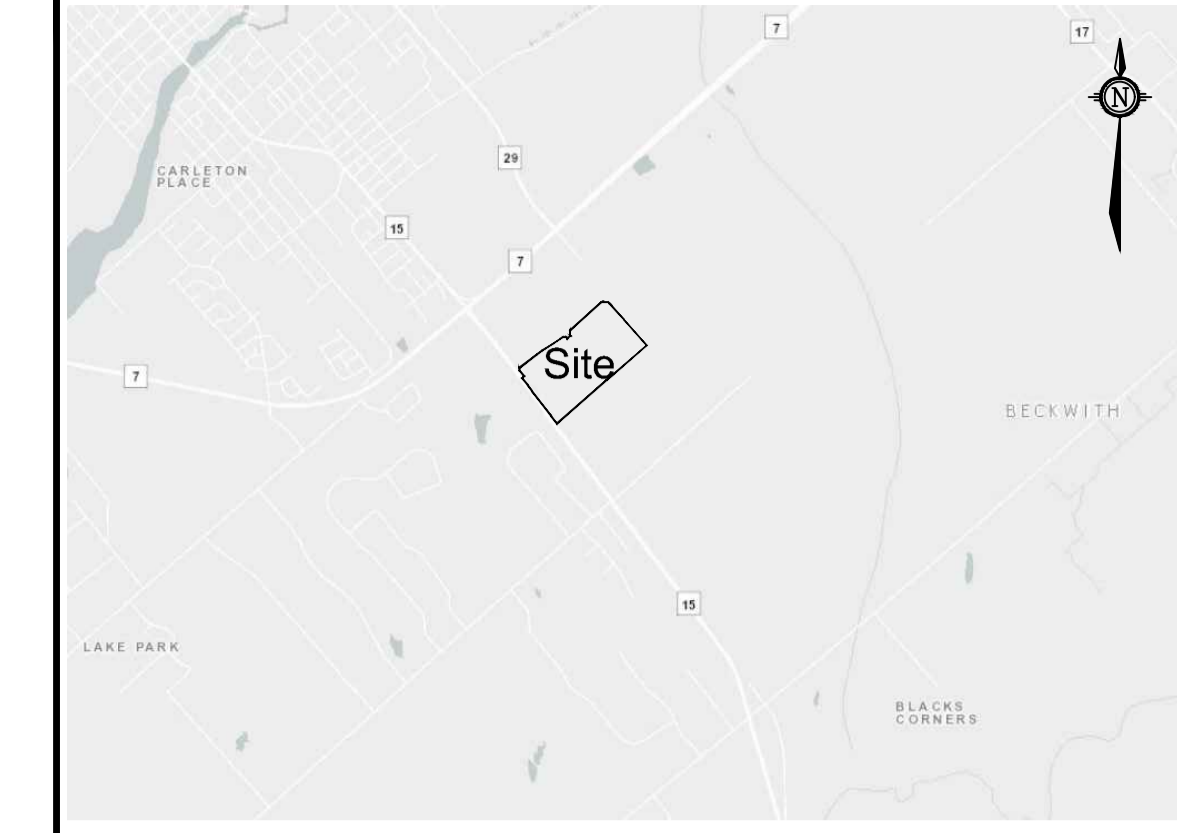 7
17
N
29
CARLETON
PLACE
15
7
Site
7
BECKWITH
15
LAKE PARK
BLACKS
CORNERS